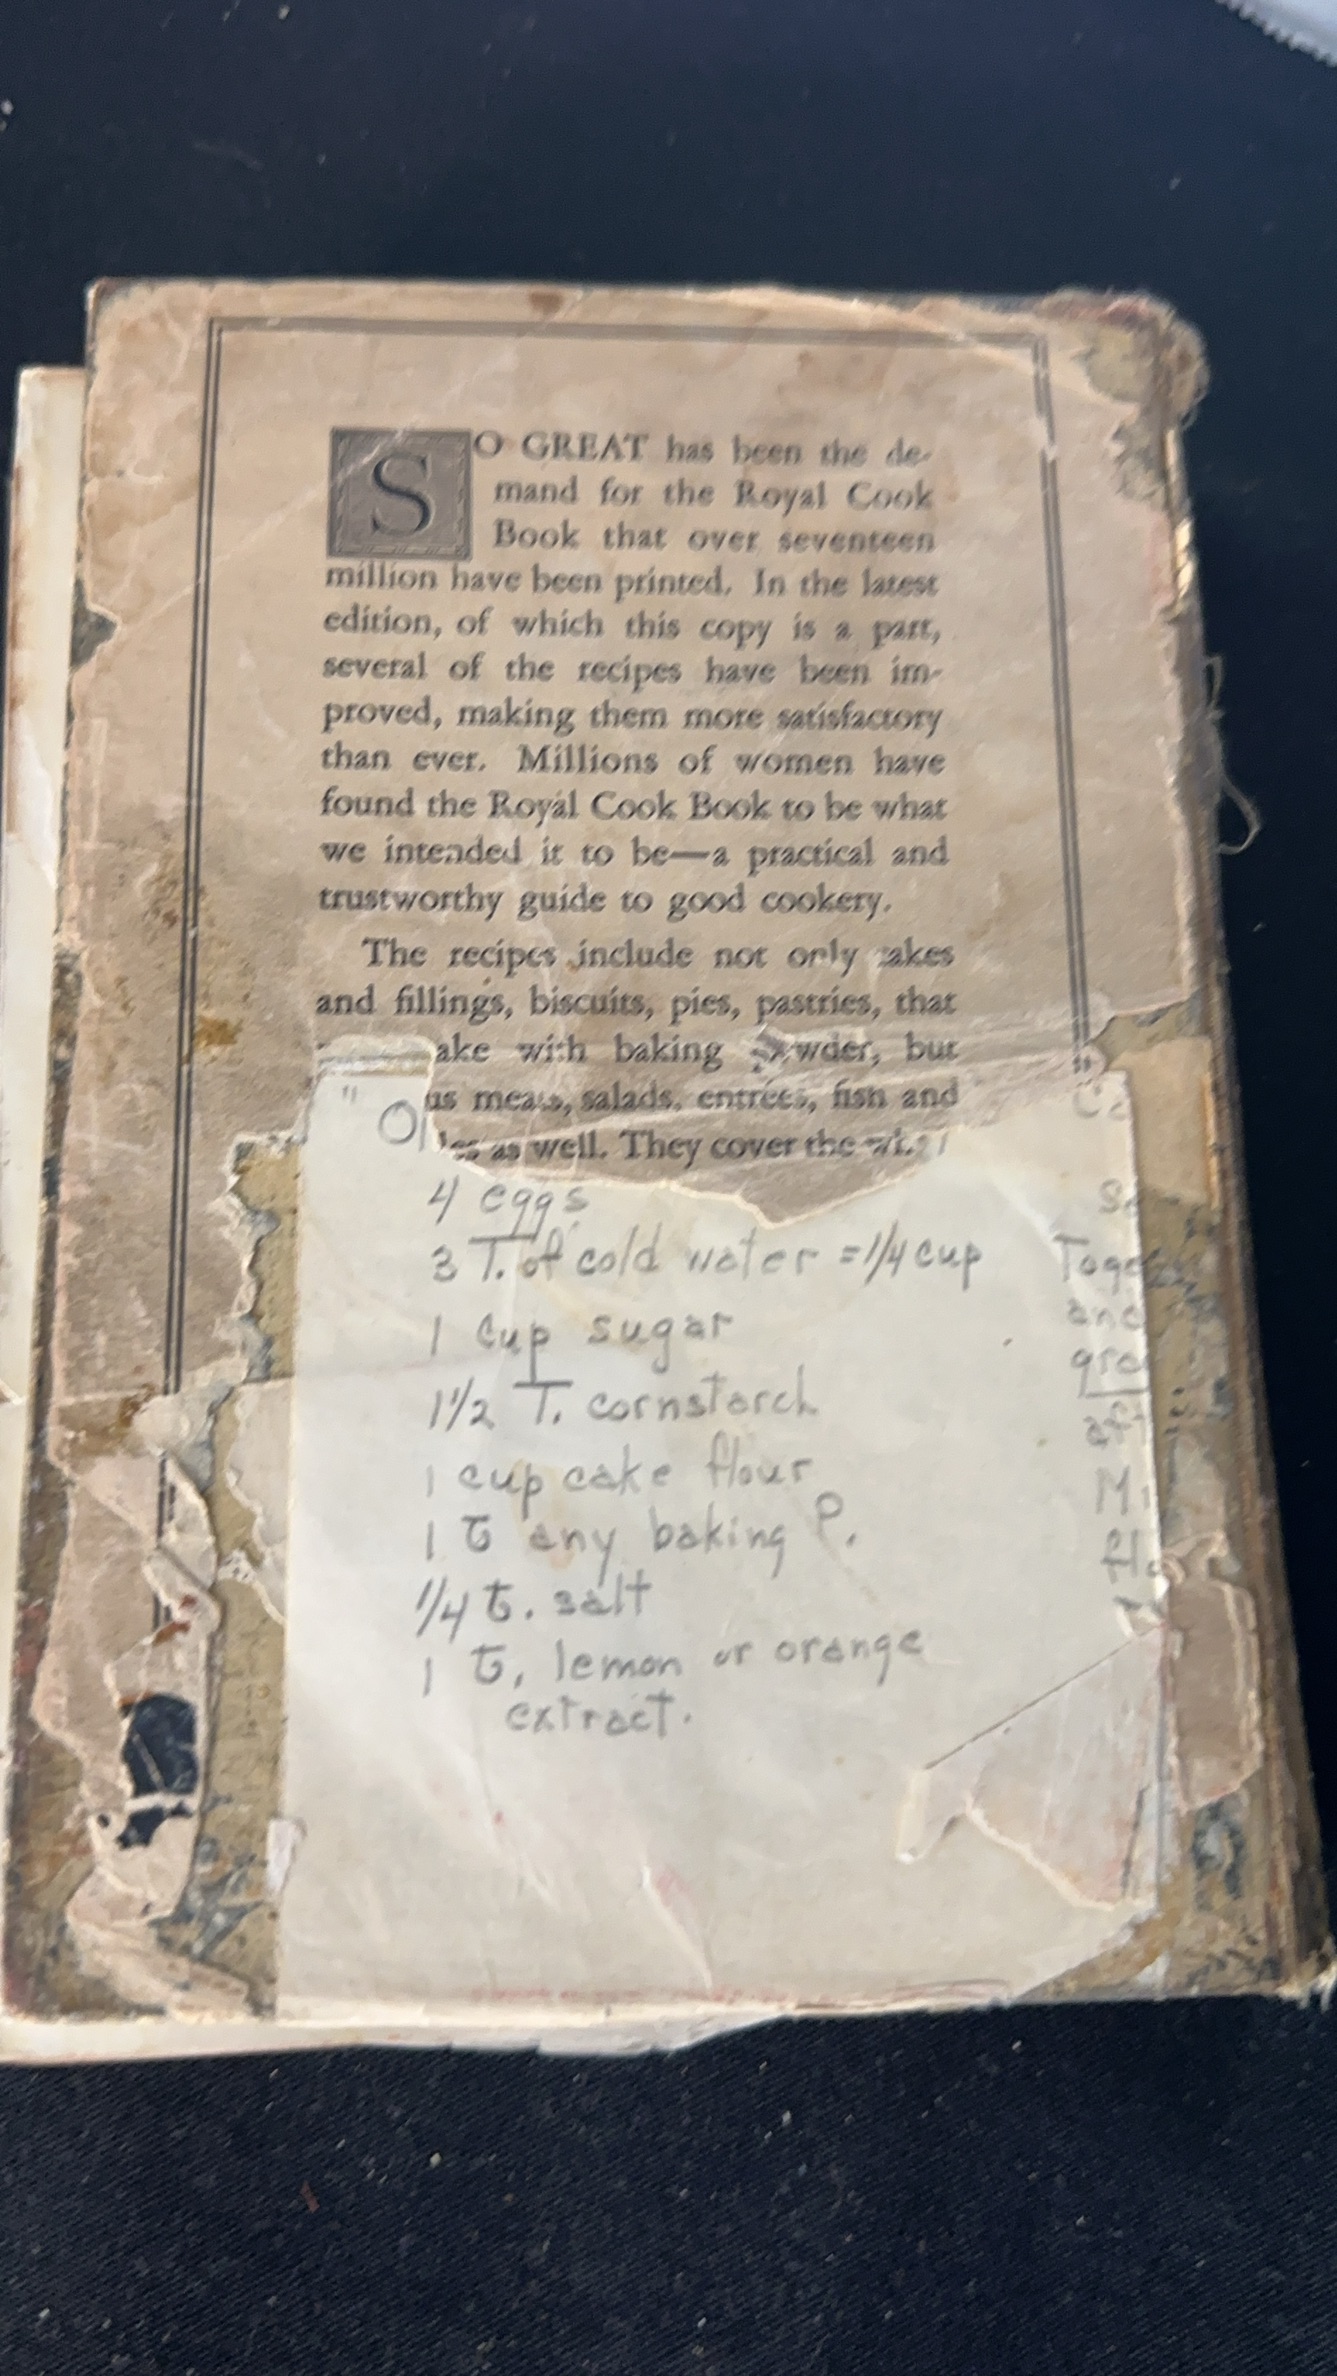 SO GREAT has been the de-
mand for the Royal Cook
Book that over seventeen
million have been printed. In the latest
edition, of which this copy is a part,
several of the recipes have been im-
proved, making them more satisfactory
than ever. Millions of women have
found the Royal Cook Book to be what
we intended it to be—a practical and
trustworthy guide to good cookery.
The recipes include not only akes
and fillings, biscuits, pies, pastries, that
ake with baking wder, but
us meats, salads, entrees, fish and
as well. They cover the
4 eggs
3 T. of cold water = 1/4 cup
1 cup sugar
1 1/2 T. cornstarch
1 cup cake flour
1 t any baking P.
1/4 t. salt
1 t. lemon or orange
extract.